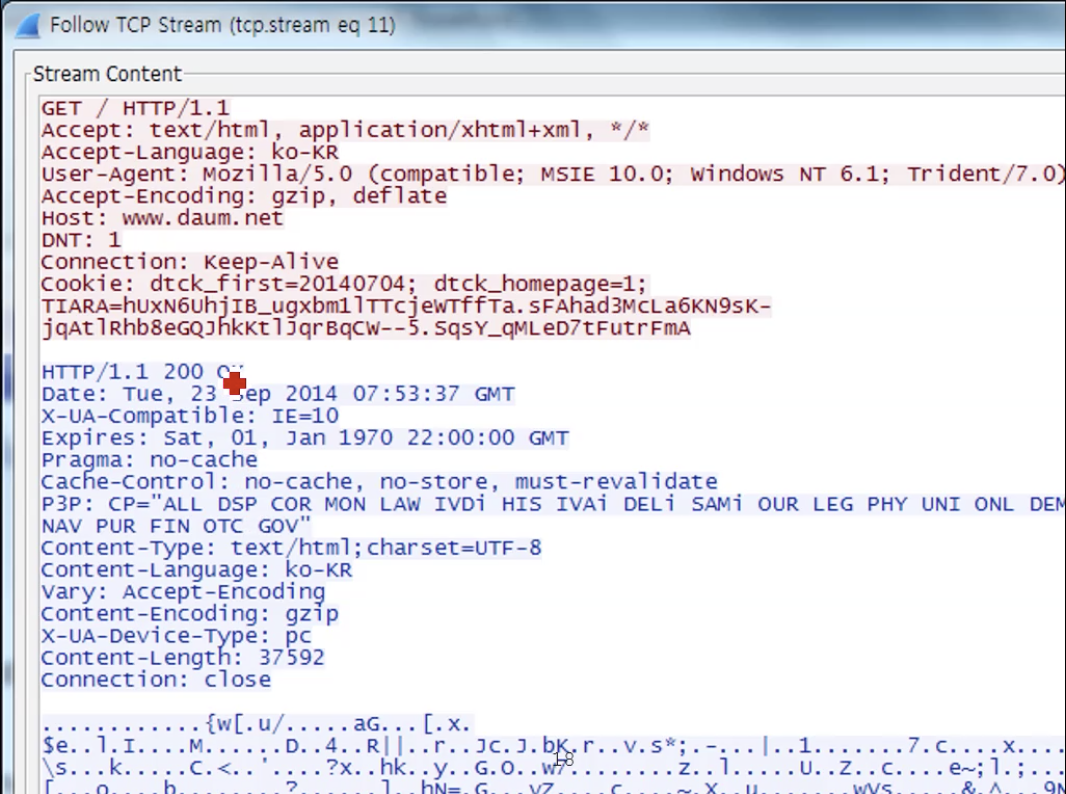 Follow TCP Stream (tcp.stream eq 11)
Stream Content
GET / HTTP/1.1
Accept: text/html, application/xhtml+xml, */*
Accept-Language: ko-KR
User-Agent: Mozilla/5.0 (compatible; MSIE 10.0; Windows NT 6.1; Trident/7.0)
Accept-Encoding: gzip, deflate
Host: www.daum.net
DNT: 1
Connection: Keep-Alive
Cookie: dtck_first=20140704; dtck_homepage=1;
TIARA=hUxN6UhjIB_ugxbm1lTTcjeWTffTa.sFAhad3McLa6KN9sK-
jqAtlRhb8eGQJhkKtlJqrBqCW--5.SqsY_qMLeD7tFutrFmA
HTTP/1.1 200
Date: Tue, 23 Sep 2014 07:53:37 GMT
X-UA-Compatible: IE=10
Expires: Sat, 01, Jan 1970 22:00:00 GMT
Pragma: no-cache
Cache-Control: no-cache, no-store, must-revalidate
P3P: CP="ALL DSP COR MON LAW IVDi HIS IVAi DELi SAMi OUR LEG PHY UNI ONL DEM
NAV PUR FIN OTC GOV"
Content-Type: text/html;charset=UTF-8
Content-Language: ko-KR
Vary: Accept-Encoding
Content-Encoding: gzip
X-UA-Device-Type: pc
Content-Length: 37592
Connection: close
............{w[.u/.....aG...[.x.
$e..l.I....M......D..4..R||..r..Jc.J.bK.r..v.s*;.-...|..1.......7.c....x....
18